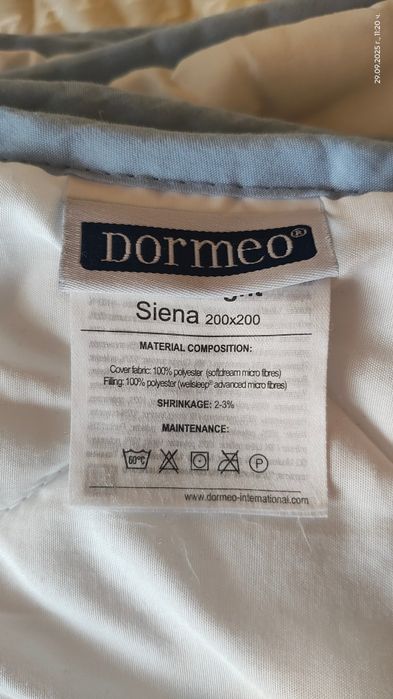 29.09.2025 г., 11:20 ч.
DORMEO®
Siena 200x200
MATERIAL COMPOSITION:
Cover fabric: 100% polyester (softdream micro fibres)
Filling: 100% polyester (wellsleep® advanced micro fibres)
SHRINKAGE: 2-3%
MAINTENANCE:
60°C P
www.dormeo-international.com